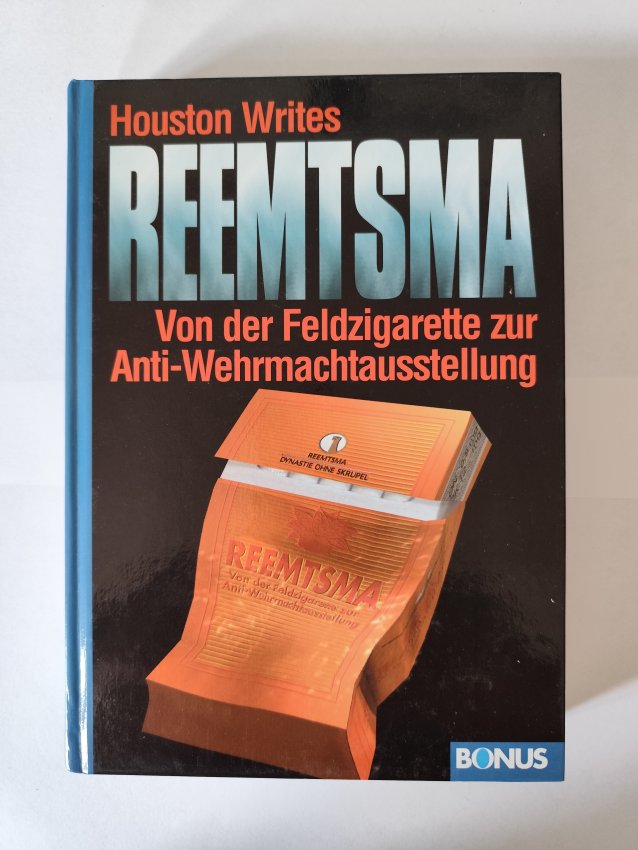 Houston Writes
REEMTSMA
Von der Feldzigarette zur
Anti-Wehrmachtausstellung
1
REEMTSMA
DYNASTIE OHNE SKRUPEL
REEMTSMA
Von der Feldzigarette zur
Anti-Wehrmachtausstellung
BONUS